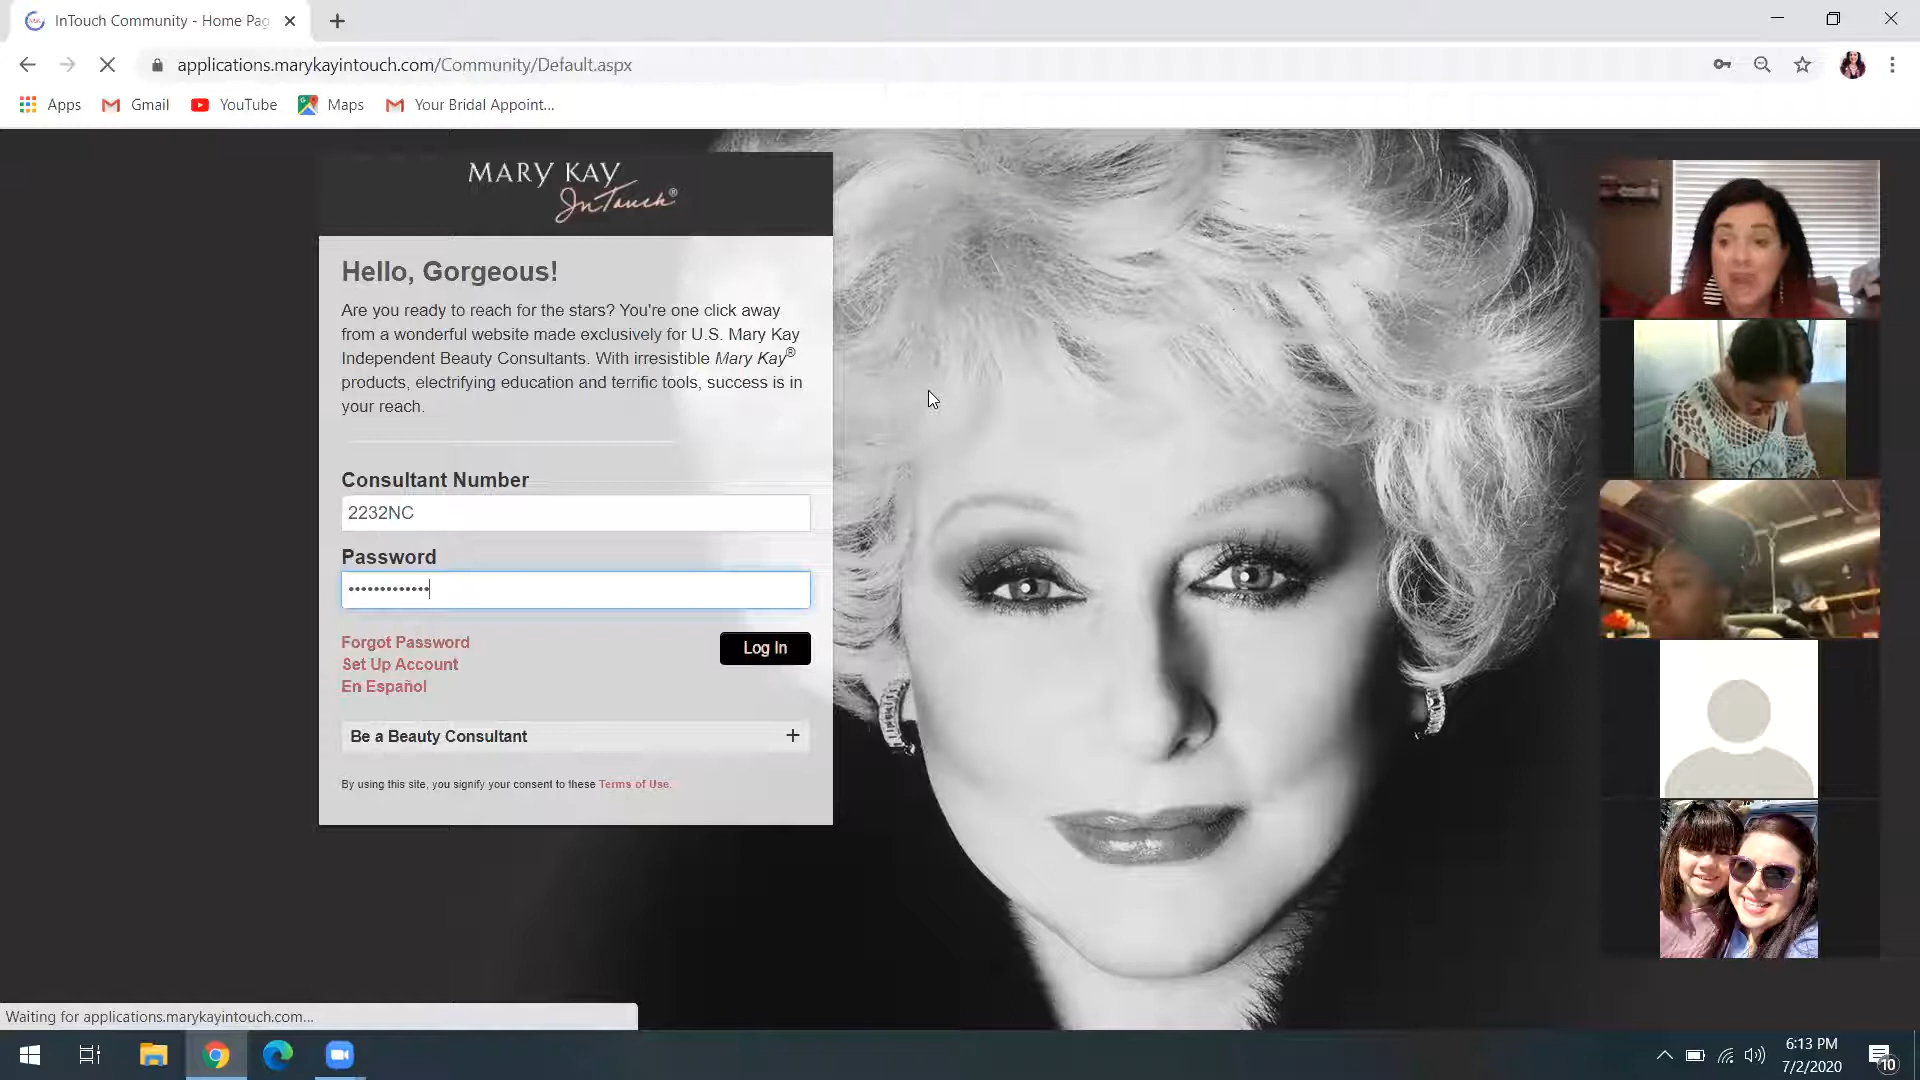 InTouch Community - Home Pag
applications.marykayintouch.com/Community/Default.aspx
Apps
Gmail
YouTube
Maps
Your Bridal Appoint...
MARY KAY
InTouch®
Hello, Gorgeous!
Are you ready to reach for the stars? You're one click away
from a wonderful website made exclusively for U.S. Mary Kay
Independent Beauty Consultants. With irresistible Mary Kay®
products, electrifying education and terrific tools, success is in
your reach.
Consultant Number
2232NC
Password
•••••••••••••
Forgot Password
Log In
Set Up Account
En Español
Be a Beauty Consultant
+
By using this site, you signify your consent to these Terms of Use.
Waiting for applications.marykayintouch.com...
6:13 PM
7/2/2020
10